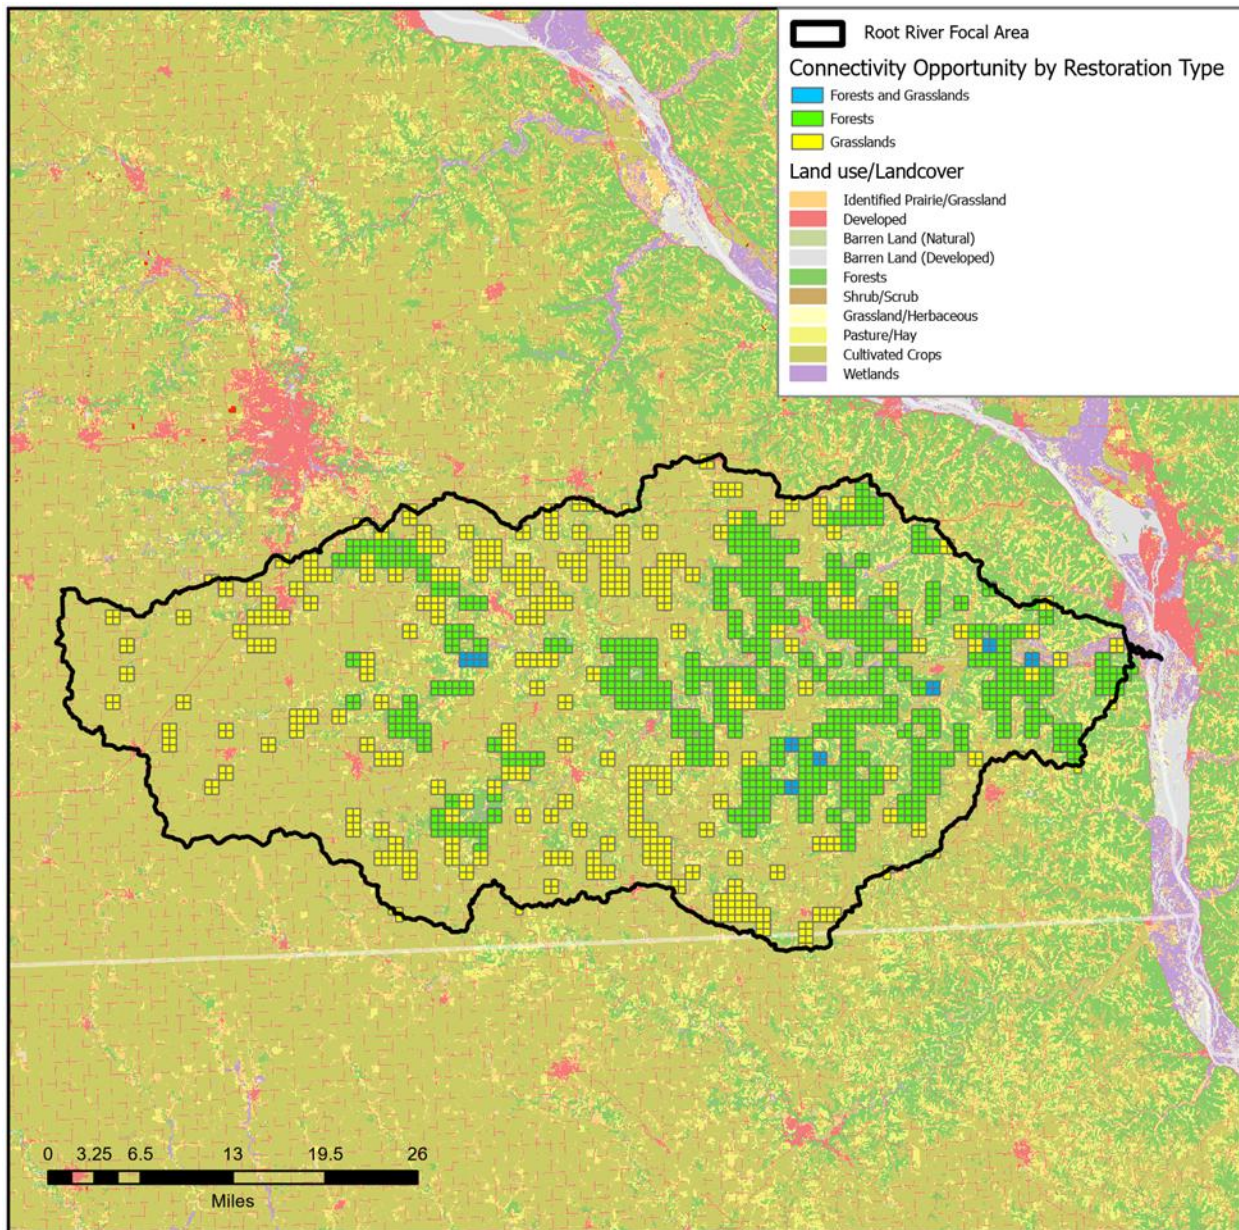 Root River Focal Area
Connectivity Opportunity by Restoration Type
Forests and Grasslands
Forests
Grasslands
Land use/Landcover
Identified Prairie/Grassland
Developed
Barren Land (Natural)
Barren Land (Developed)
Forests
Shrub/Scrub
Grassland/Herbaceous
Pasture/Hay
Cultivated Crops
Wetlands
0 3.25 6.5 13 19.5 26
Miles